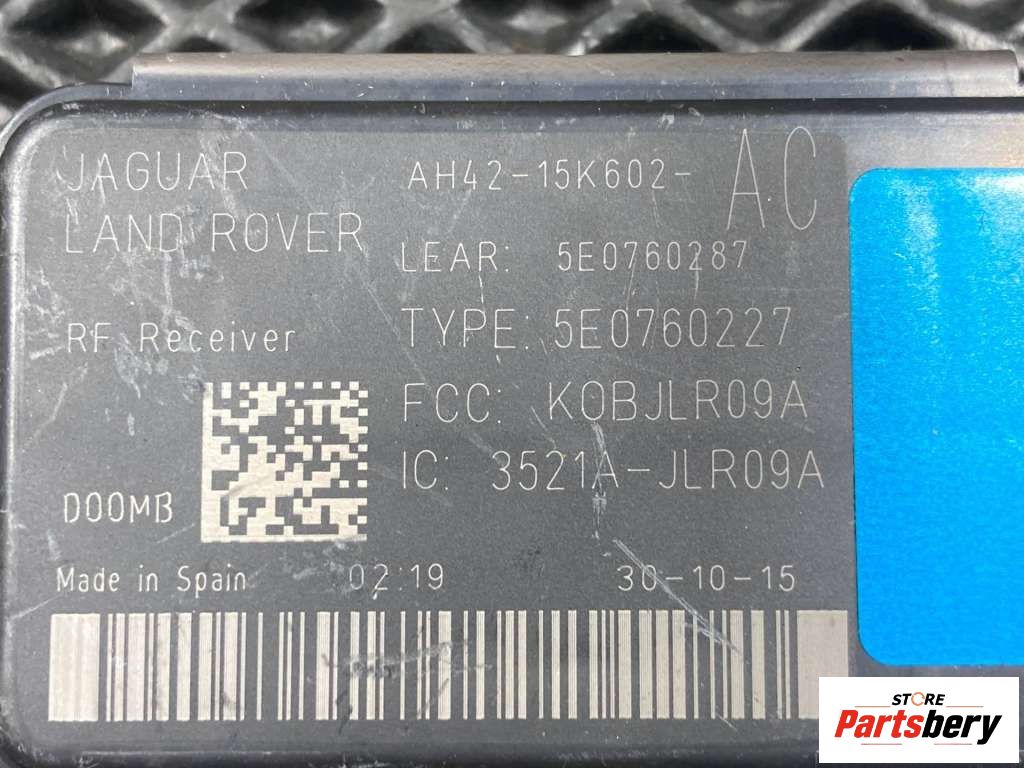 JAGUAR
LAND ROVER
AH42-15K602- AC
LEAR: 5E0760287
RF Receiver
TYPE: 5E0760227
FCC: KOBJLR09A
IC: 3521A-JLR09A
D00MB
Made in Spain 02:19 30-10-15
STORE
Partsbery